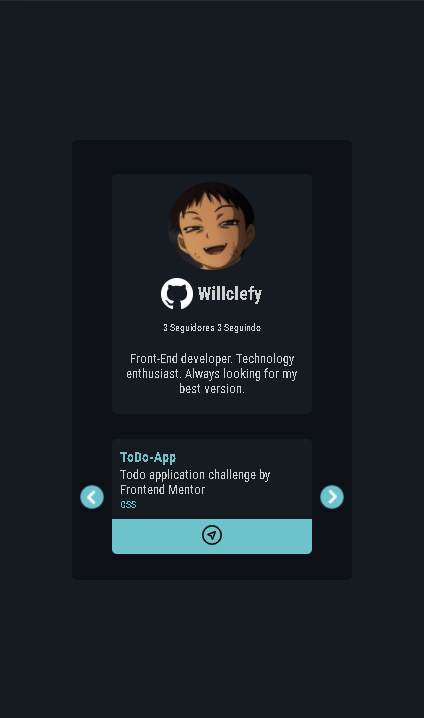 Willclefy
3 Seguidores 3 Seguindo
Front-End developer. Technology
enthusiast. Always looking for my
best version.
ToDo-App
Todo application challenge by
Frontend Mentor
CSS